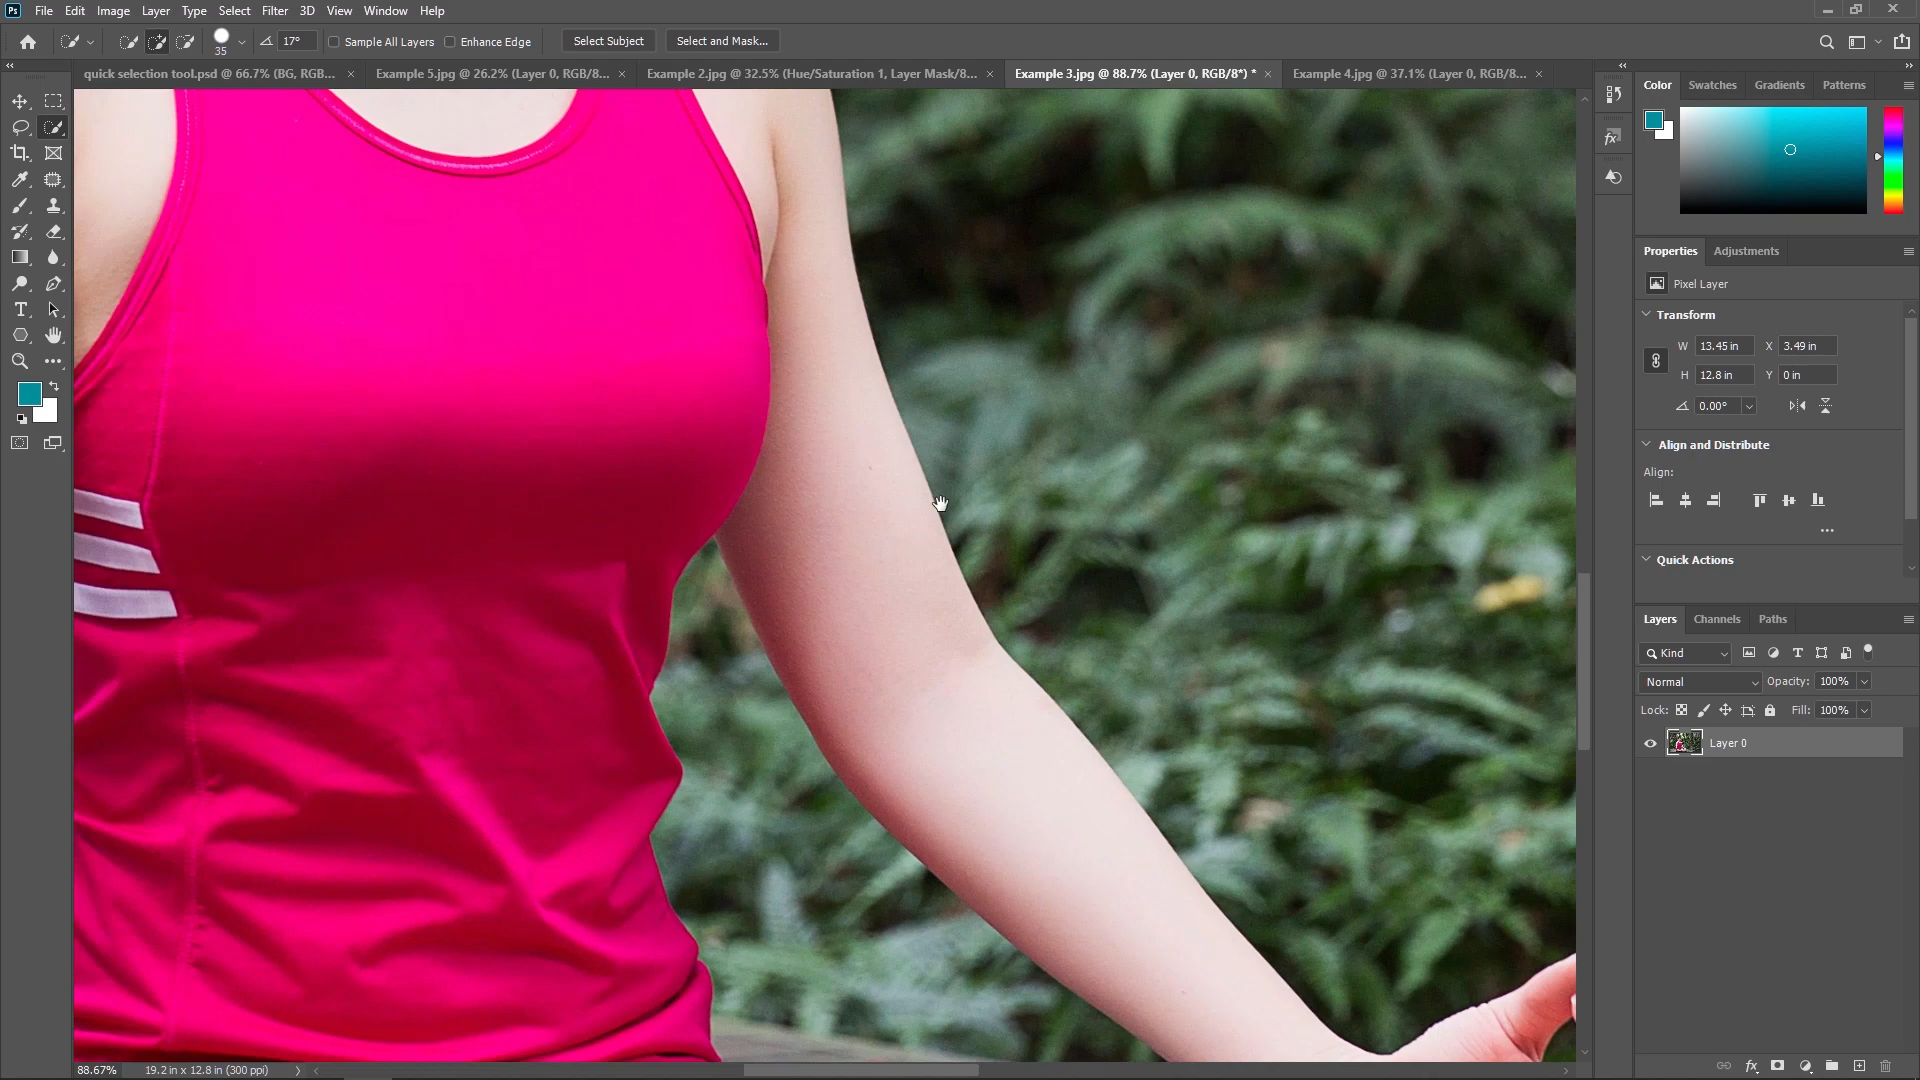 Ps File Edit Image Layer Type Select Filter 3D View Window Help
35 17° Sample All Layers Enhance Edge Select Subject Select and Mask...
quick selection tool.psd @ 66.7% (BG, RGB... × Example 5.jpg @ 26.2% (Layer 0, RGB/8... × Example 2.jpg @ 32.5% (Hue/Saturation 1, Layer Mask/8... × Example 3.jpg @ 88.7% (Layer 0, RGB/8*) * × Example 4.jpg @ 37.1% (Layer 0, RGB/8... ×
Color Swatches Gradients Patterns
Properties Adjustments
Pixel Layer
Transform
W 13.45 in X 3.49 in
H 12.8 in Y 0 in
0.00°
Align and Distribute
Align:
Quick Actions
Layers Channels Paths
Kind
Normal Opacity: 100%
Lock: Fill: 100%
Layer 0
88.67% 19.2 in x 12.8 in (300 ppi)